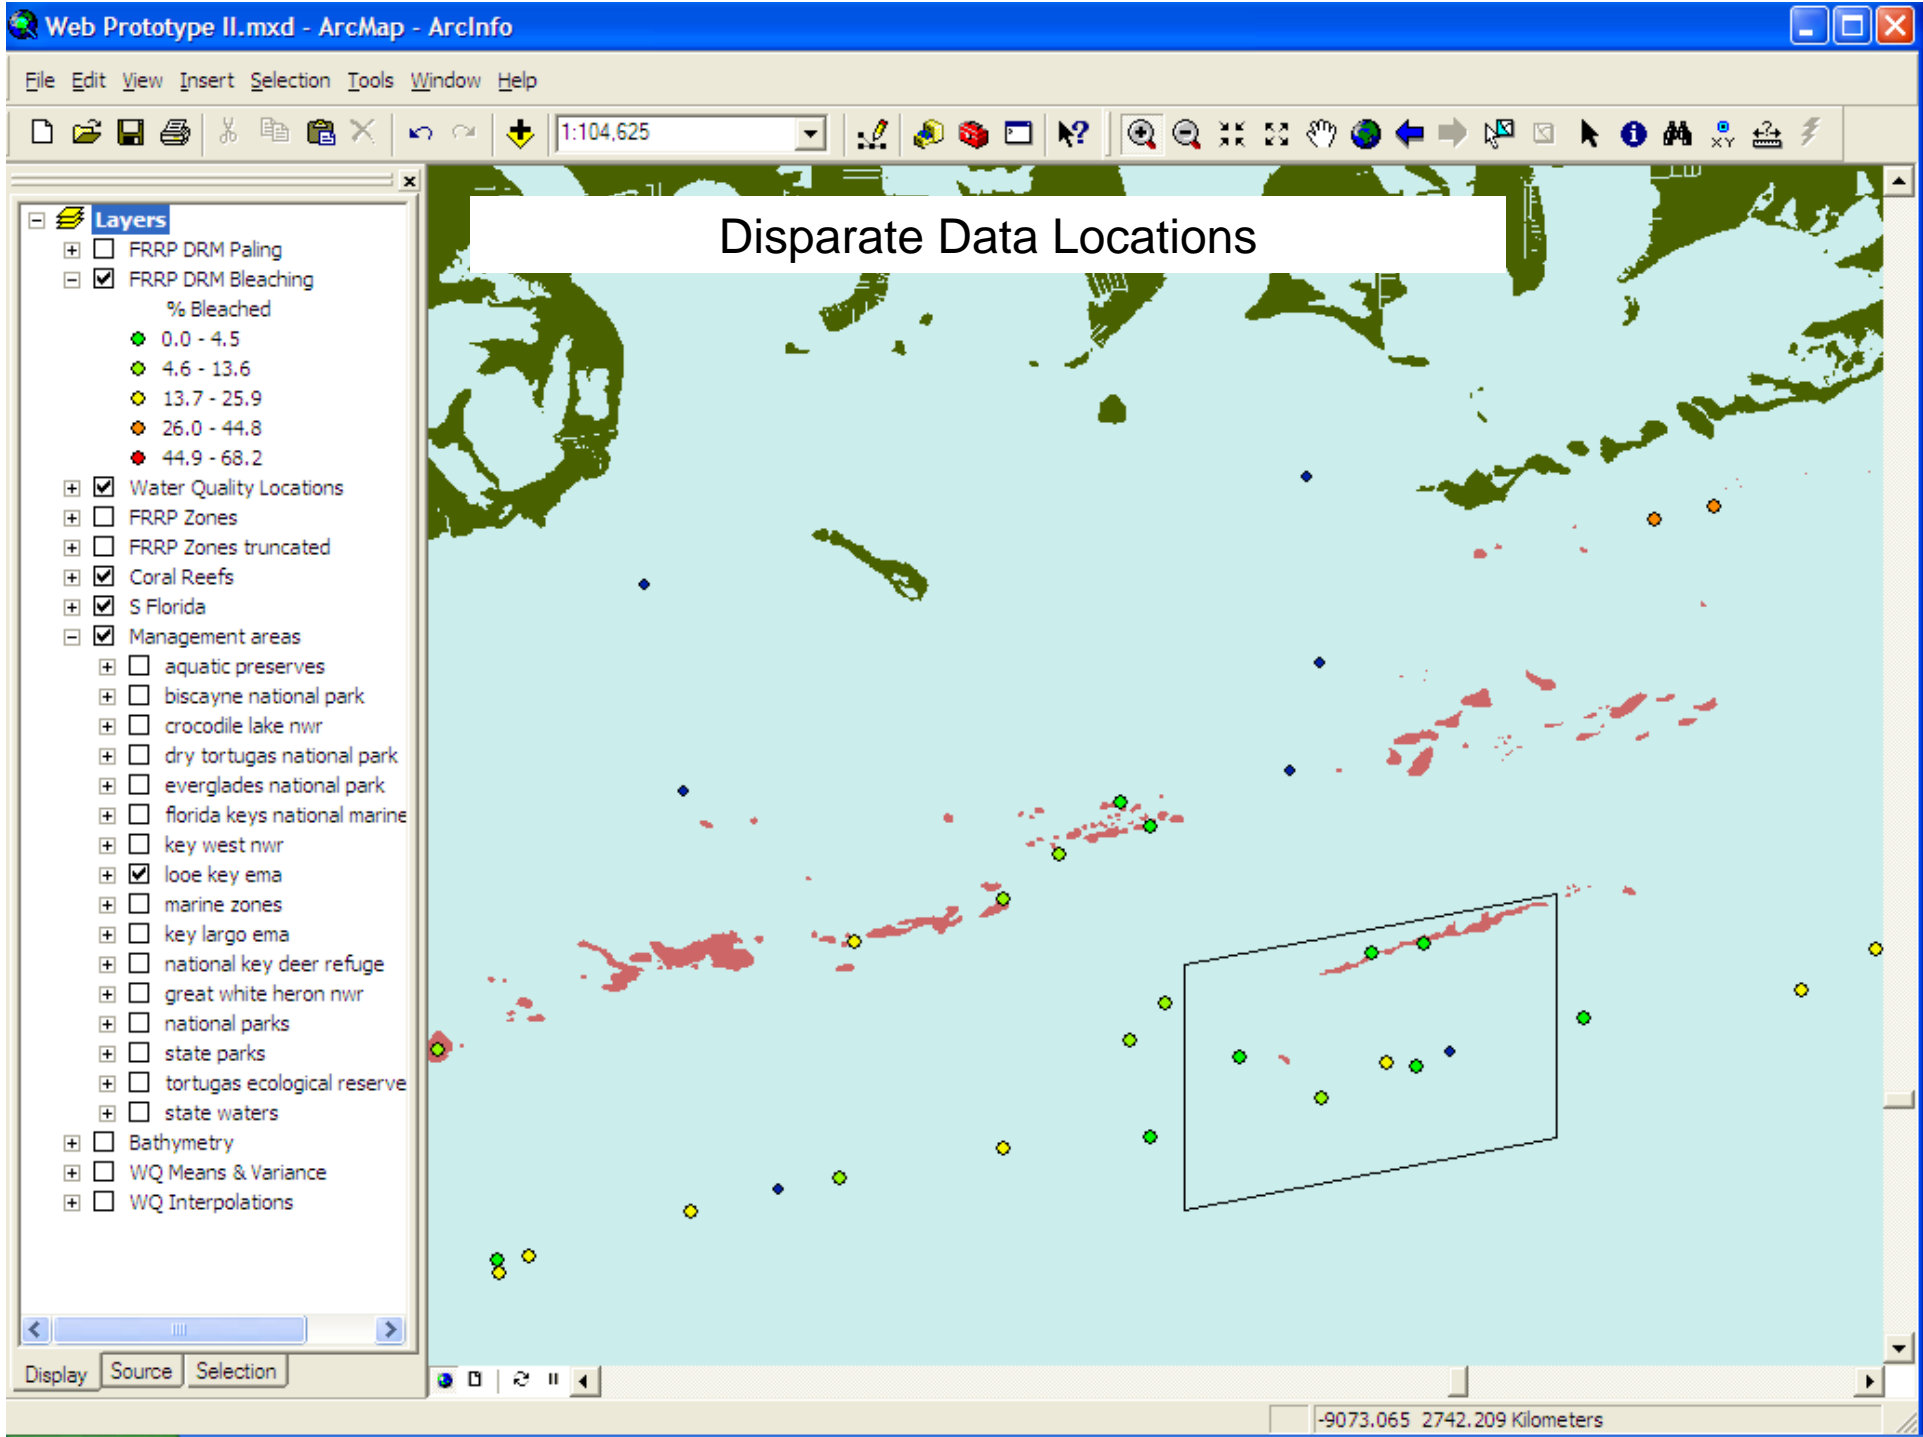 Web Prototype II.mxd - ArcMap - ArcInfo
File Edit View Insert Selection Tools Window Help
1:104,625
XY
Disparate Data Locations
Layers
FRRP DRM Paling
FRRP DRM Bleaching
% Bleached
0.0 - 4.5
4.6 - 13.6
13.7 - 25.9
26.0 - 44.8
44.9 - 68.2
Water Quality Locations
FRRP Zones
FRRP Zones truncated
Coral Reefs
S Florida
Management areas
aquatic preserves
biscayne national park
crocodile lake nwr
dry tortugas national park
everglades national park
florida keys national marine
key west nwr
looe key ema
marine zones
key largo ema
national key deer refuge
great white heron nwr
national parks
state parks
tortugas ecological reserve
state waters
Bathymetry
WQ Means & Variance
WQ Interpolations
Display Source Selection
-9073.065 2742.209 Kilometers